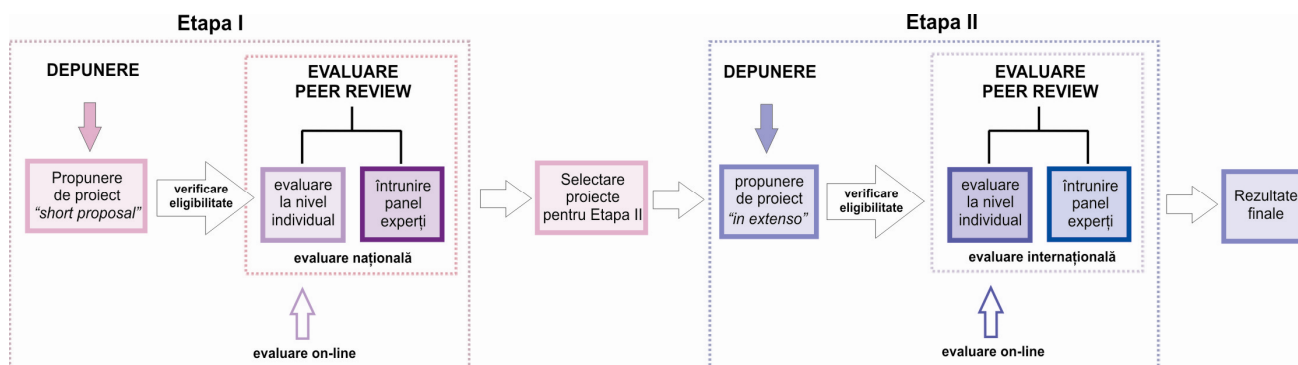 Etapa I
DEPUNERE
Propunere
de proiect
“short proposal”
verificare
eligibilitate
EVALUARE
PEER REVIEW
evaluare
la nivel
individual
întrunire
panel
experți
evaluare națională
evaluare on-line
Selectare
proiecte
pentru Etapa II
Etapa II
DEPUNERE
propunere
de proiect
“in extenso”
verificare
eligibilitate
EVALUARE
PEER REVIEW
evaluare
la nivel
individual
întrunire
panel
experți
evaluare internațională
evaluare on-line
Rezultate
finale